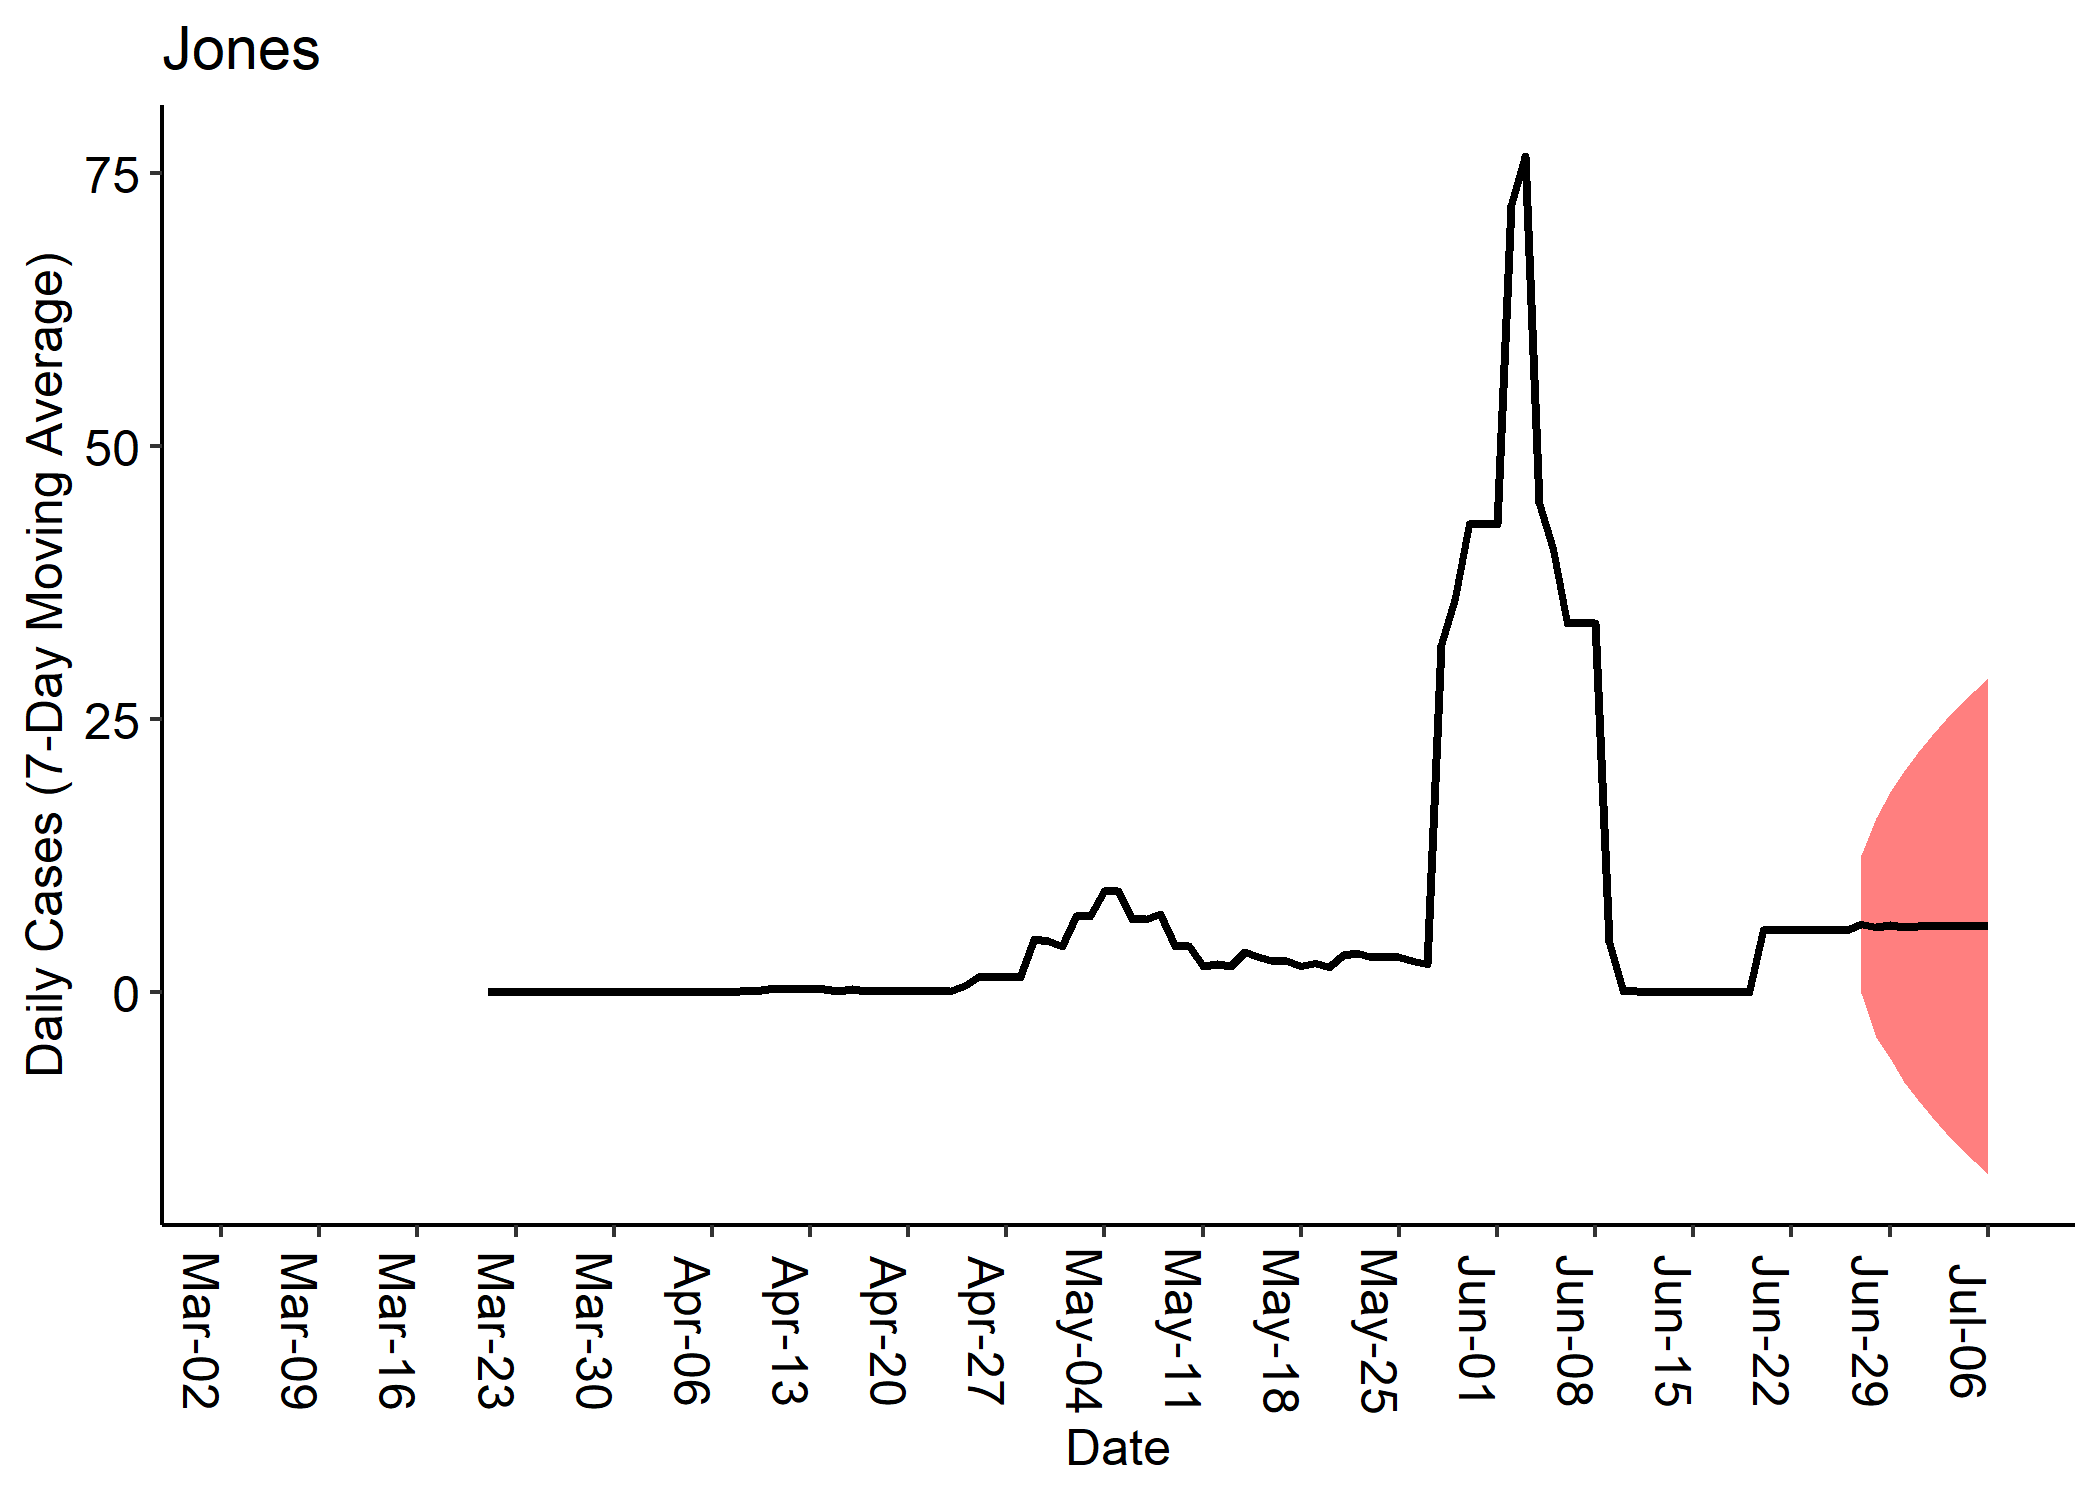 Jones
Daily Cases (7-Day Moving Average)
75
50
25
0
Mar-02
Mar-09
Mar-16
Mar-23
Mar-30
Apr-06
Apr-13
Apr-20
Apr-27
May-04
May-11
May-18
May-25
Jun-01
Jun-08
Jun-15
Jun-22
Jun-29
Jul-06
Date